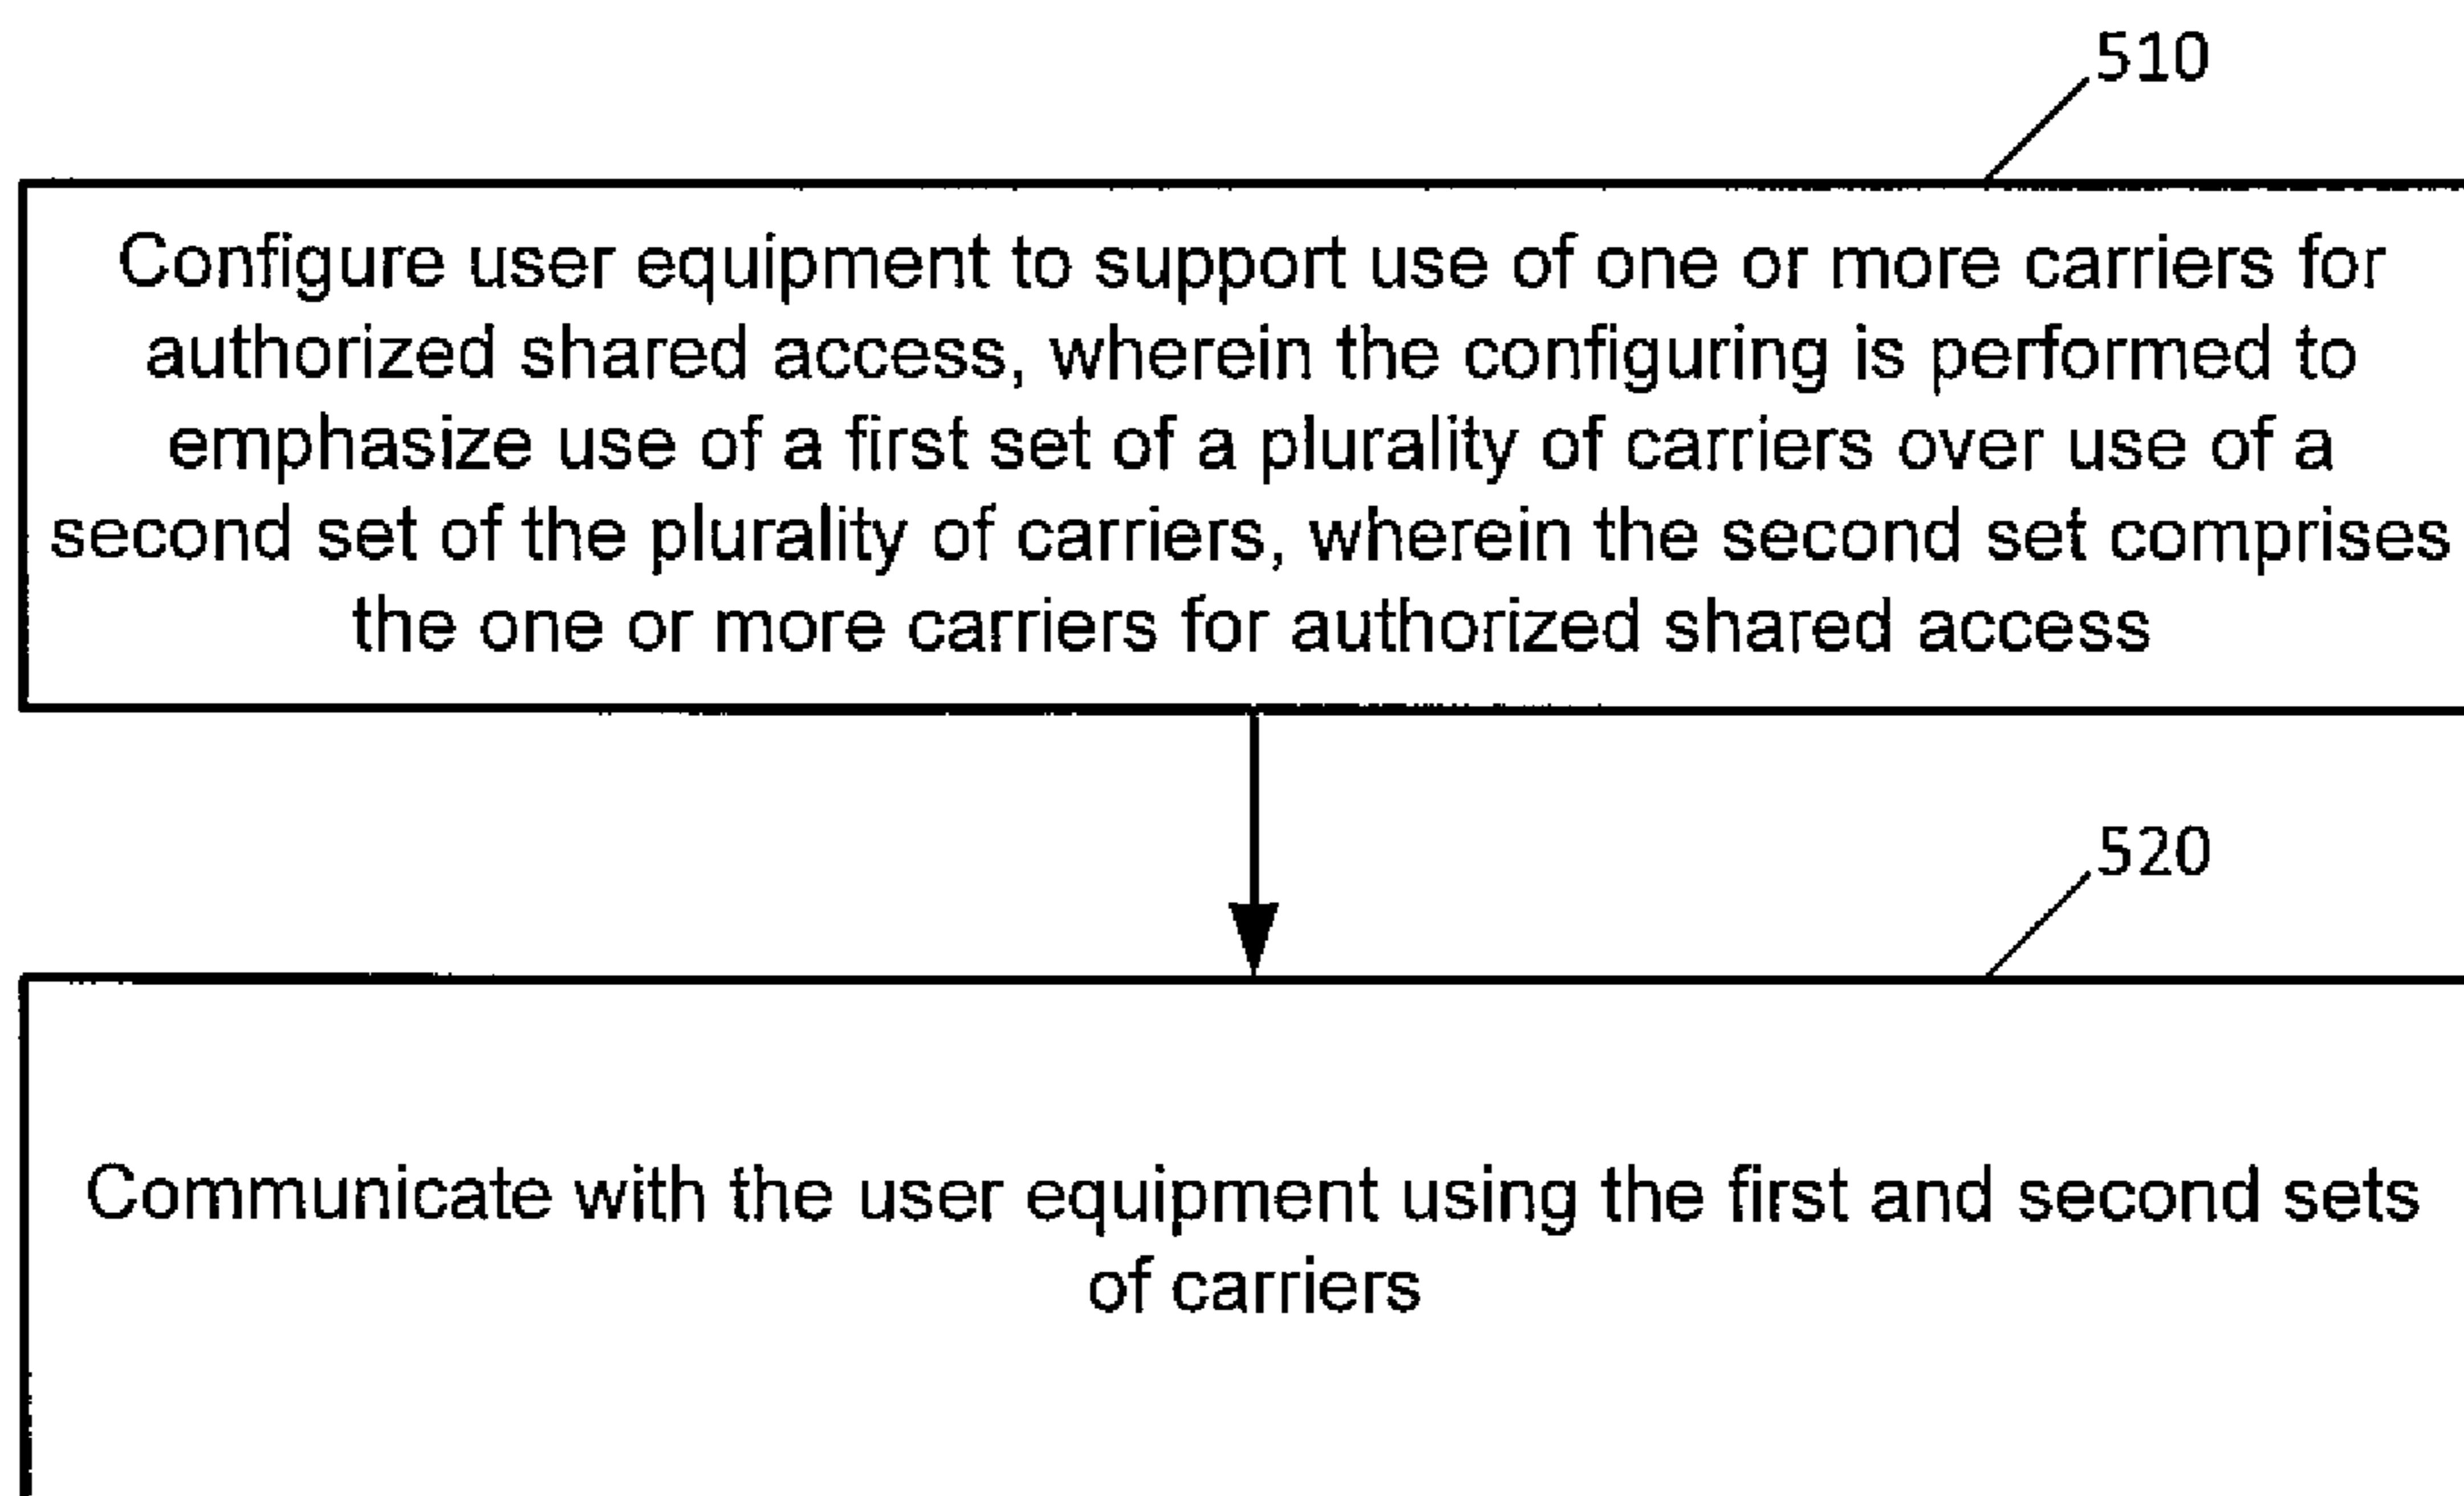 510
Configure user equipment to support use of one or more carriers for
authorized shared access, wherein the configuring is performed to
emphasize use of a first set of a plurality of carriers over use of a
second set of the plurality of carriers, wherein the second set comprises
the one or more carriers for authorized shared access
520
Communicate with the user equipment using the first and second sets
of carriers